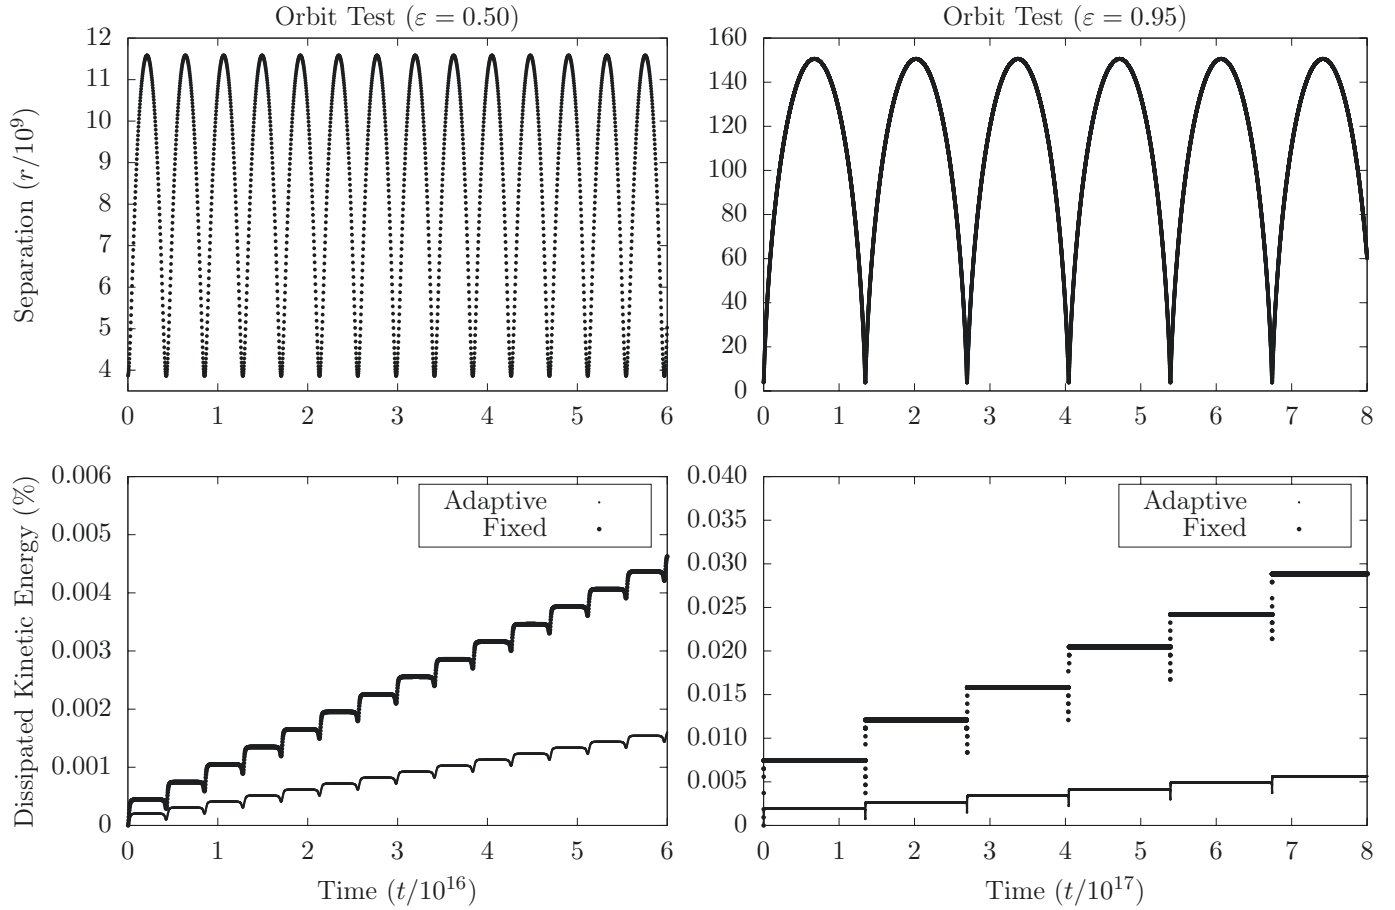 Orbit Test (ε = 0.50)
Separation (r/10⁹)
12
11
10
9
8
7
6
5
4
0 1 2 3 4 5 6
Orbit Test (ε = 0.95)
160
140
120
100
80
60
40
20
0
0 1 2 3 4 5 6 7 8
Dissipated Kinetic Energy (%)
0.006
0.005
0.004
0.003
0.002
0.001
0
Adaptive
Fixed
0 1 2 3 4 5 6
Time (t/10¹⁶)
0.040
0.035
0.030
0.025
0.020
0.015
0.010
0.005
0
Adaptive
Fixed
0 1 2 3 4 5 6 7 8
Time (t/10¹⁷)